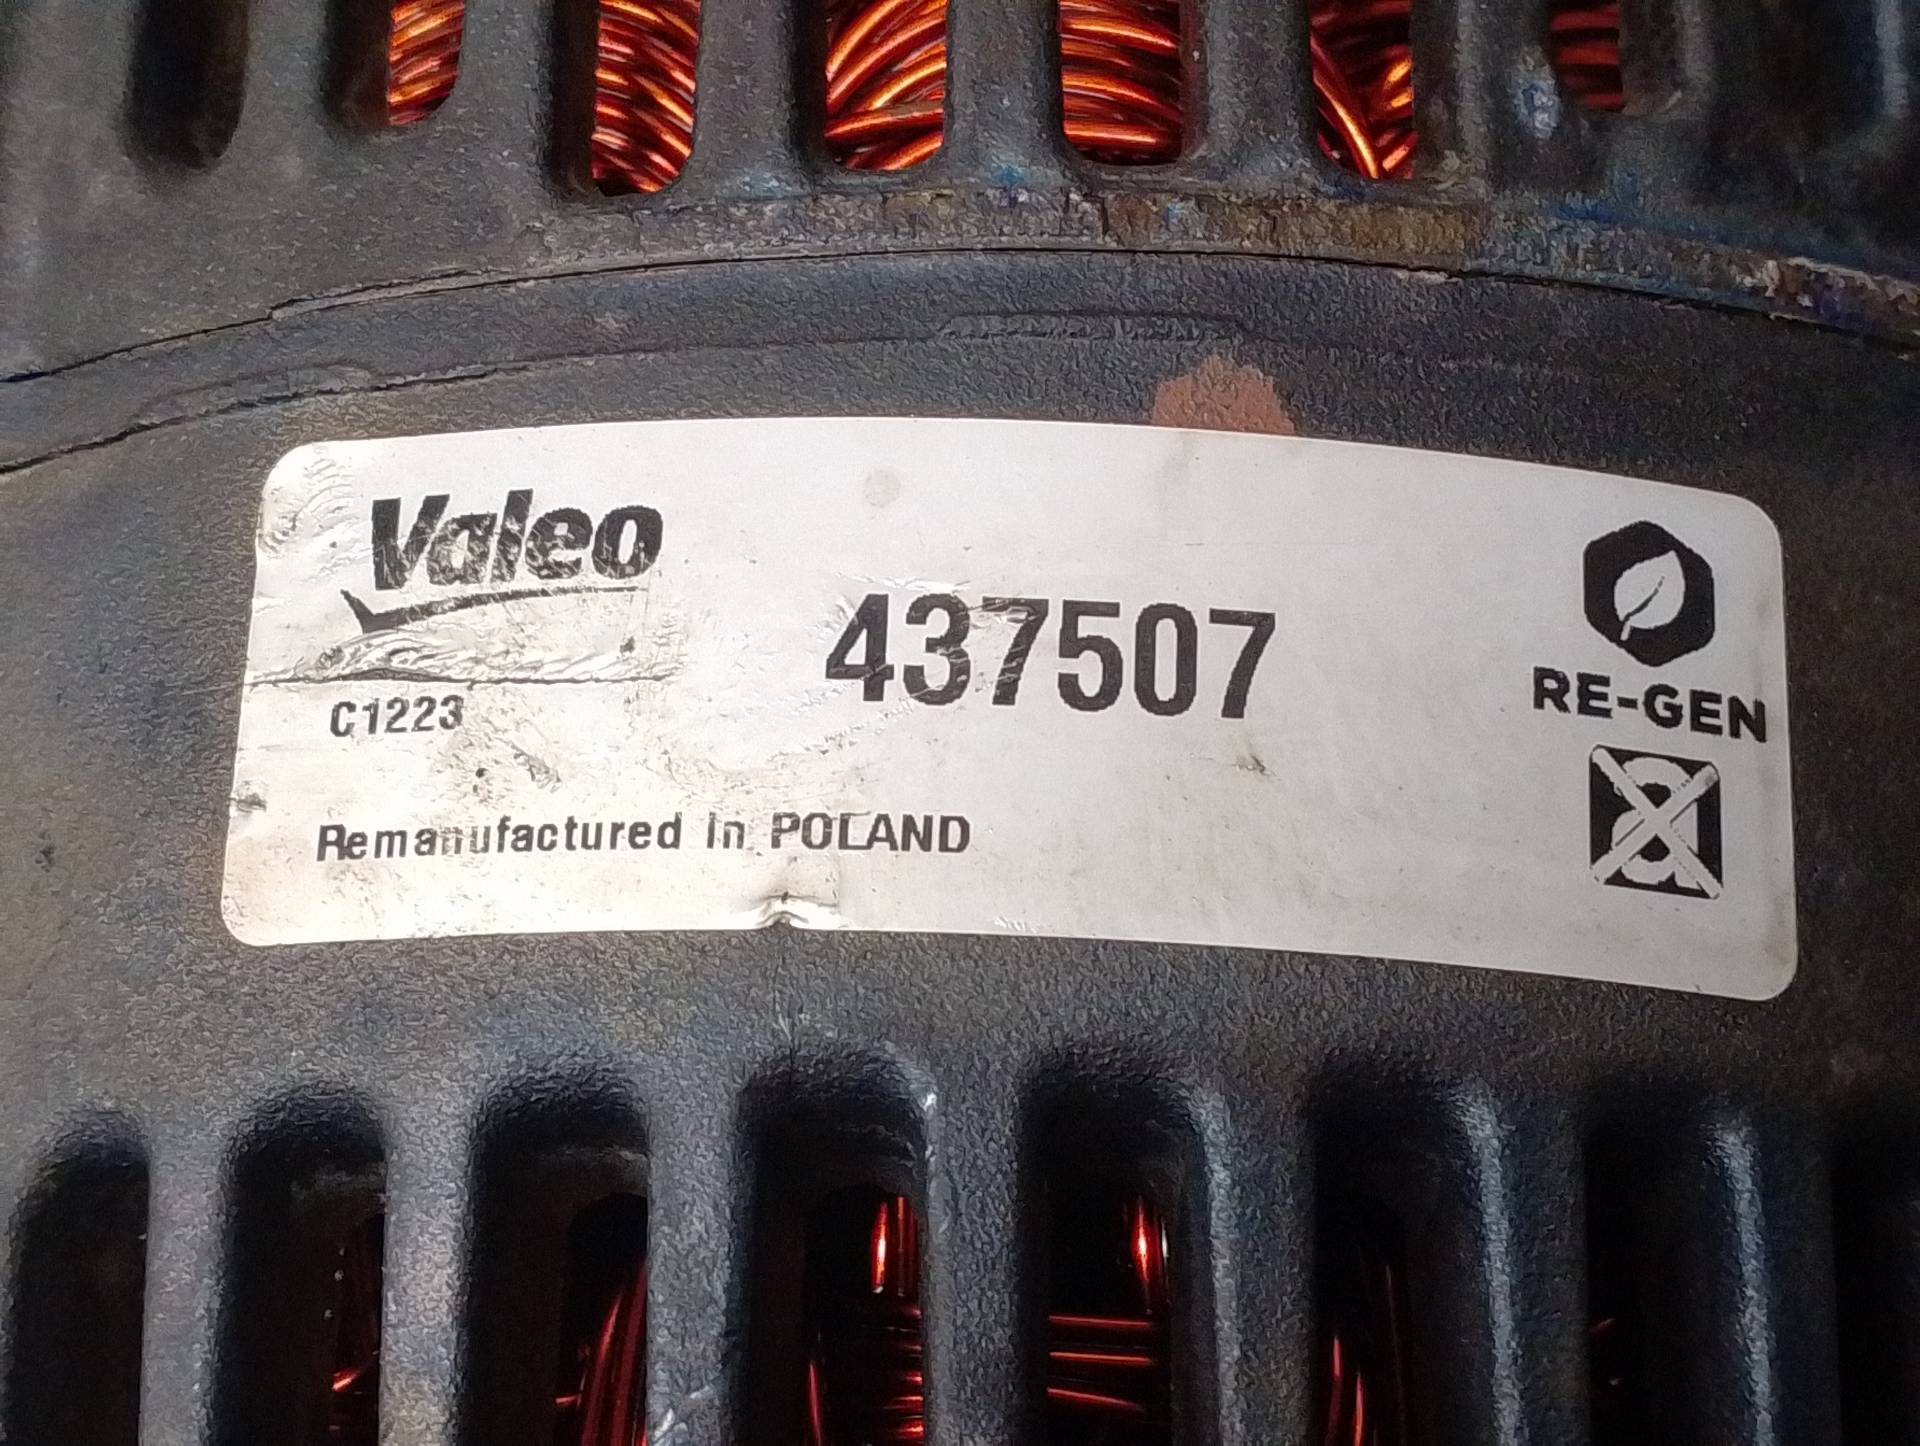 Valeo
437507
RE-GEN
C1223
a
Remanufactured in POLAND